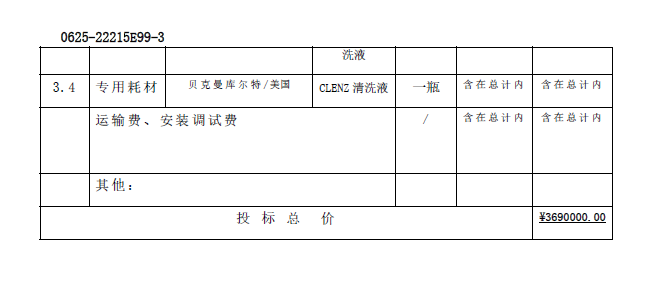 0625-22215E99-3
洗液
3.4 专用耗材 贝克曼库尔特/美国 CLENZ 清洗液 一瓶 含在总计内 含在总计内
运输费、安装调试费 / 含在总计内 含在总计内
其他：
投标总价 ¥3690000.00